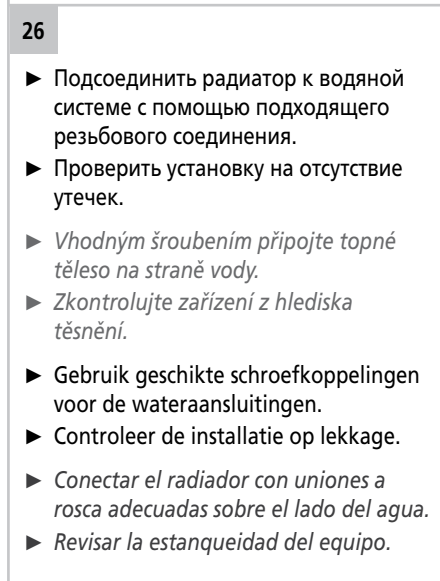 26
► Подсоединить радиатор к водяной
системе с помощью подходящего
резьбового соединения.
► Проверить установку на отсутствие
утечек.
► Vhodným šroubením připojte topné
těleso na straně vody.
► Zkontrolujte zařízení z hlediska
těsnění.
► Gebruik geschikte schroefkoppelingen
voor de wateraansluitingen.
► Controleer de installatie op lekkage.
► Conectar el radiador con uniones a
rosca adecuadas sobre el lado del agua.
► Revisar la estanqueidad del equipo.